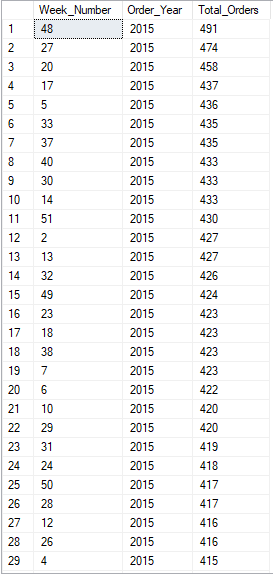 Week_Number Order_Year Total_Orders
1 48 2015 491
2 27 2015 474
3 20 2015 458
4 17 2015 437
5 5 2015 436
6 33 2015 435
7 37 2015 435
8 40 2015 433
9 30 2015 433
10 14 2015 433
11 51 2015 430
12 2 2015 427
13 13 2015 427
14 32 2015 426
15 49 2015 424
16 23 2015 423
17 18 2015 423
18 38 2015 423
19 7 2015 423
20 6 2015 422
21 10 2015 420
22 29 2015 420
23 31 2015 419
24 24 2015 418
25 50 2015 417
26 28 2015 417
27 12 2015 416
28 26 2015 416
29 4 2015 415